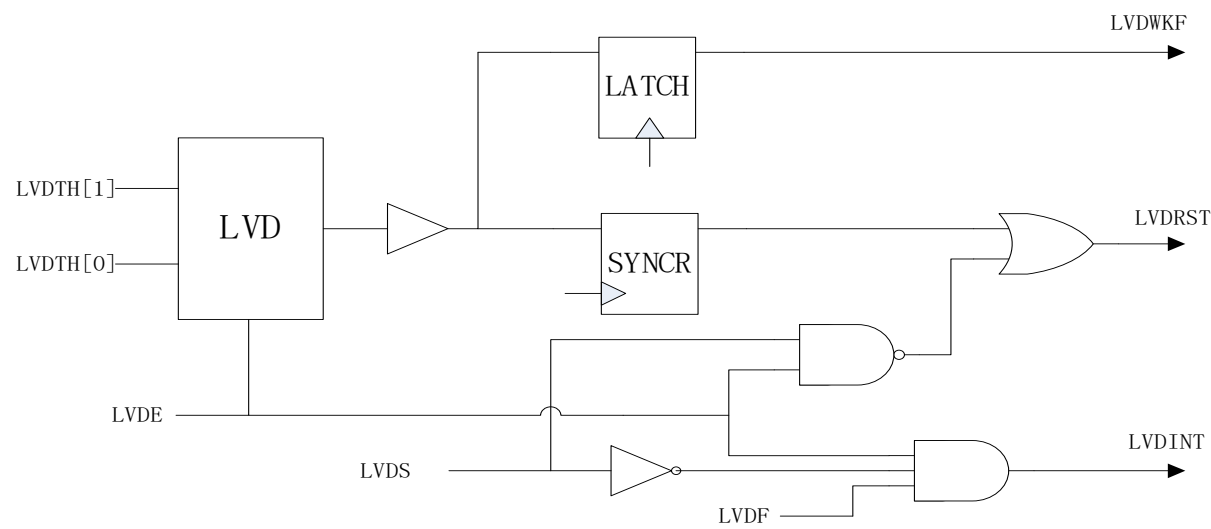 LVDWKF
LATCH
LVDTH[1]
LVD
LVDRST
LVDTH[0]
SYNCR
LVDE
LVDINT
LVDS
LVDF